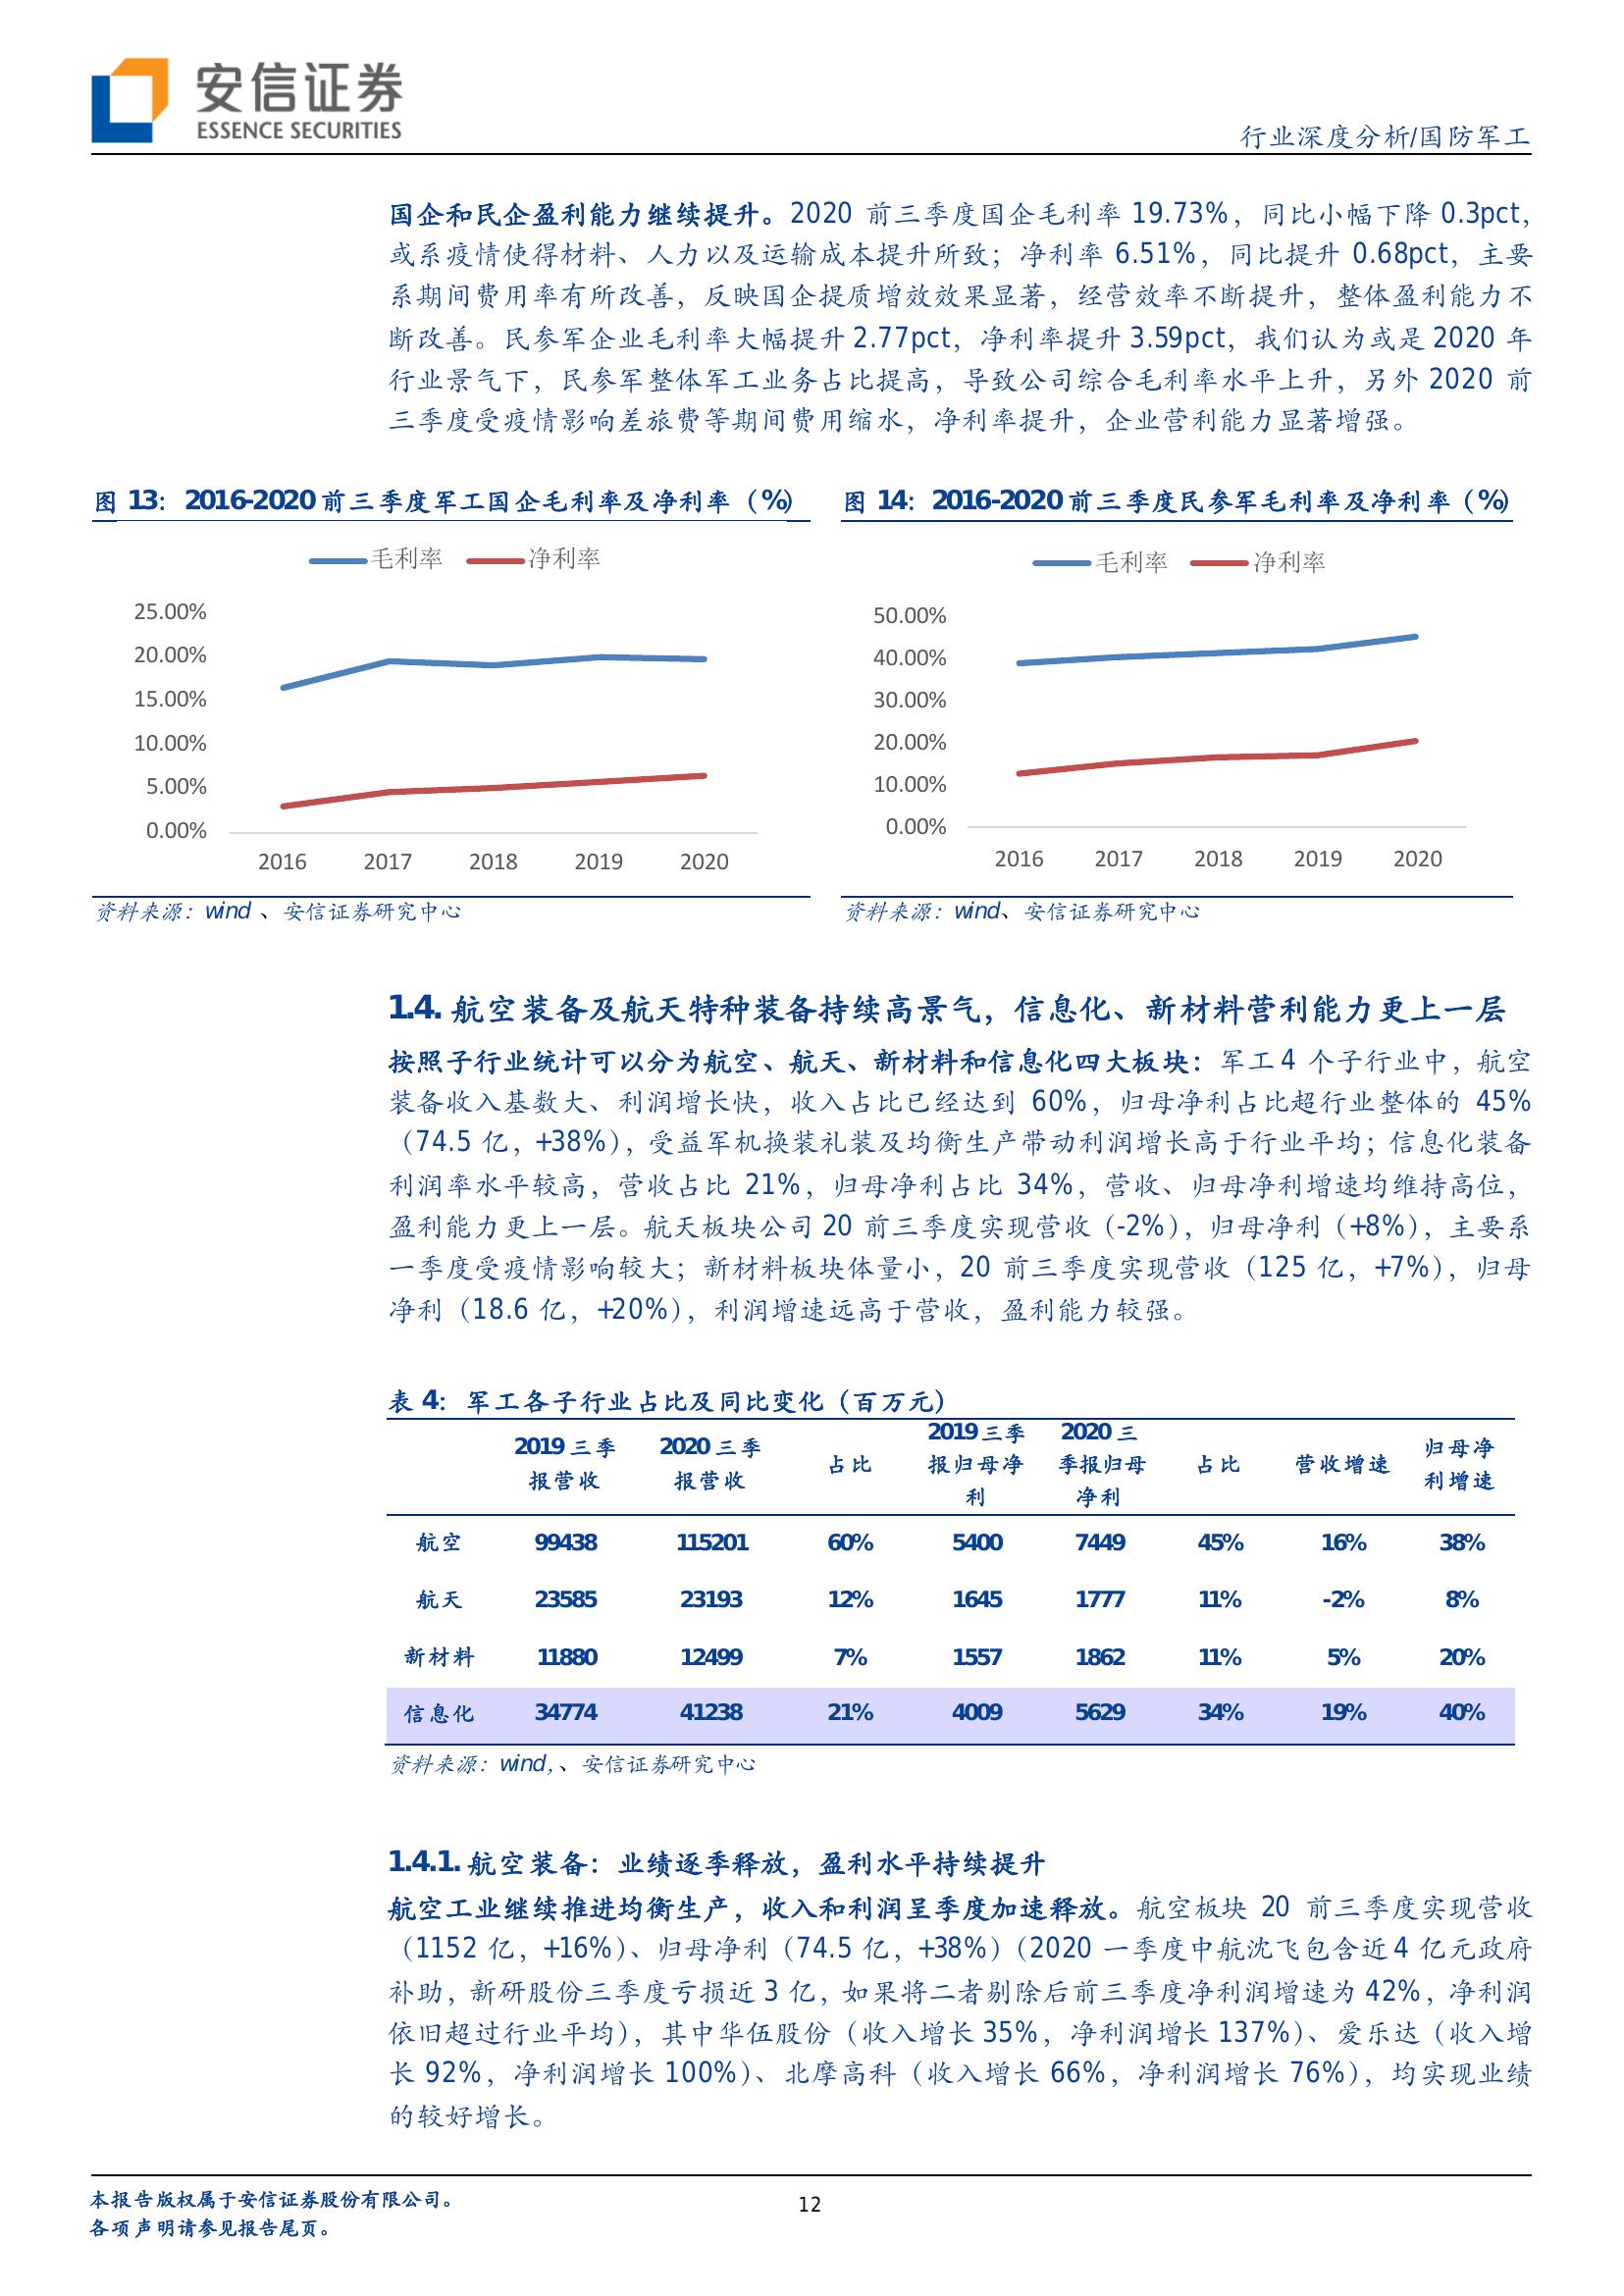 安信证券
ESSENCE SECURITIES
行业深度分析/国防军工
国企和民企盈利能力继续提升。2020 前三季度国企毛利率 19.73%，同比小幅下降 0.3pct，
或系疫情使得材料、人力以及运输成本提升所致；净利率 6.51%，同比提升 0.68pct，主要
系期间费用率有所改善，反映国企提质增效效果显著，经营效率不断提升，整体盈利能力不
断改善。民参军企业毛利率大幅提升 2.77pct，净利率提升 3.59pct，我们认为或是 2020 年
行业景气下，民参军整体军工业务占比提高，导致公司综合毛利率水平上升，另外 2020 前
三季度受疫情影响差旅费等期间费用缩水，净利率提升，企业营利能力显著增强。
图 13：2016-2020 前三季度军工国企毛利率及净利率（%）
毛利率 净利率
25.00%
20.00%
15.00%
10.00%
5.00%
0.00%
2016 2017 2018 2019 2020
资料来源：wind 、安信证券研究中心
图 14：2016-2020 前三季度民参军毛利率及净利率（%）
毛利率 净利率
50.00%
40.00%
30.00%
20.00%
10.00%
0.00%
2016 2017 2018 2019 2020
资料来源：wind、安信证券研究中心
1.4. 航空装备及航天特种装备持续高景气，信息化、新材料营利能力更上一层
按照子行业统计可以分为航空、航天、新材料和信息化四大板块：军工 4 个子行业中，航空
装备收入基数大、利润增长快，收入占比已经达到 60%，归母净利占比超行业整体的 45%
（74.5 亿，+38%），受益军机换装礼装及均衡生产带动利润增长高于行业平均；信息化装备
利润率水平较高，营收占比 21%，归母净利占比 34%，营收、归母净利增速均维持高位，
盈利能力更上一层。航天板块公司 20 前三季度实现营收 (-2%)，归母净利（+8%），主要系
一季度受疫情影响较大；新材料板块体量小，20 前三季度实现营收（125 亿，+7%），归母
净利（18.6 亿，+20%），利润增速远高于营收，盈利能力较强。
表 4：军工各子行业占比及同比变化（百万元）
2019 三季报营收 2020 三季报营收 占比 2019 三季报归母净利 2020 三季报归母净利 占比 营收增速 归母净利增速
航空 99438 115201 60% 5400 7449 45% 16% 38%
航天 23585 23193 12% 1645 1777 11% -2% 8%
新材料 11880 12499 7% 1557 1862 11% 5% 20%
信息化 34774 41238 21% 4009 5629 34% 19% 40%
资料来源：wind,、安信证券研究中心
1.4.1. 航空装备：业绩逐季释放，盈利水平持续提升
航空工业继续推进均衡生产，收入和利润呈季度加速释放。航空板块 20 前三季度实现营收
（1152 亿，+16%）、归母净利（74.5 亿，+38%）（2020 一季度中航沈飞包含近 4 亿元政府
补助，新研股份三季度亏损近 3 亿，如果将二者剔除后前三季度净利润增速为 42%，净利润
依旧超过行业平均），其中华伍股份（收入增长 35%，净利润增长 137%）、爱乐达（收入增
长 92%，净利润增长 100%）、北摩高科（收入增长 66%，净利润增长 76%），均实现业绩
的较好增长。
本报告版权属于安信证券股份有限公司。
各项声明请参见报告尾页。
12